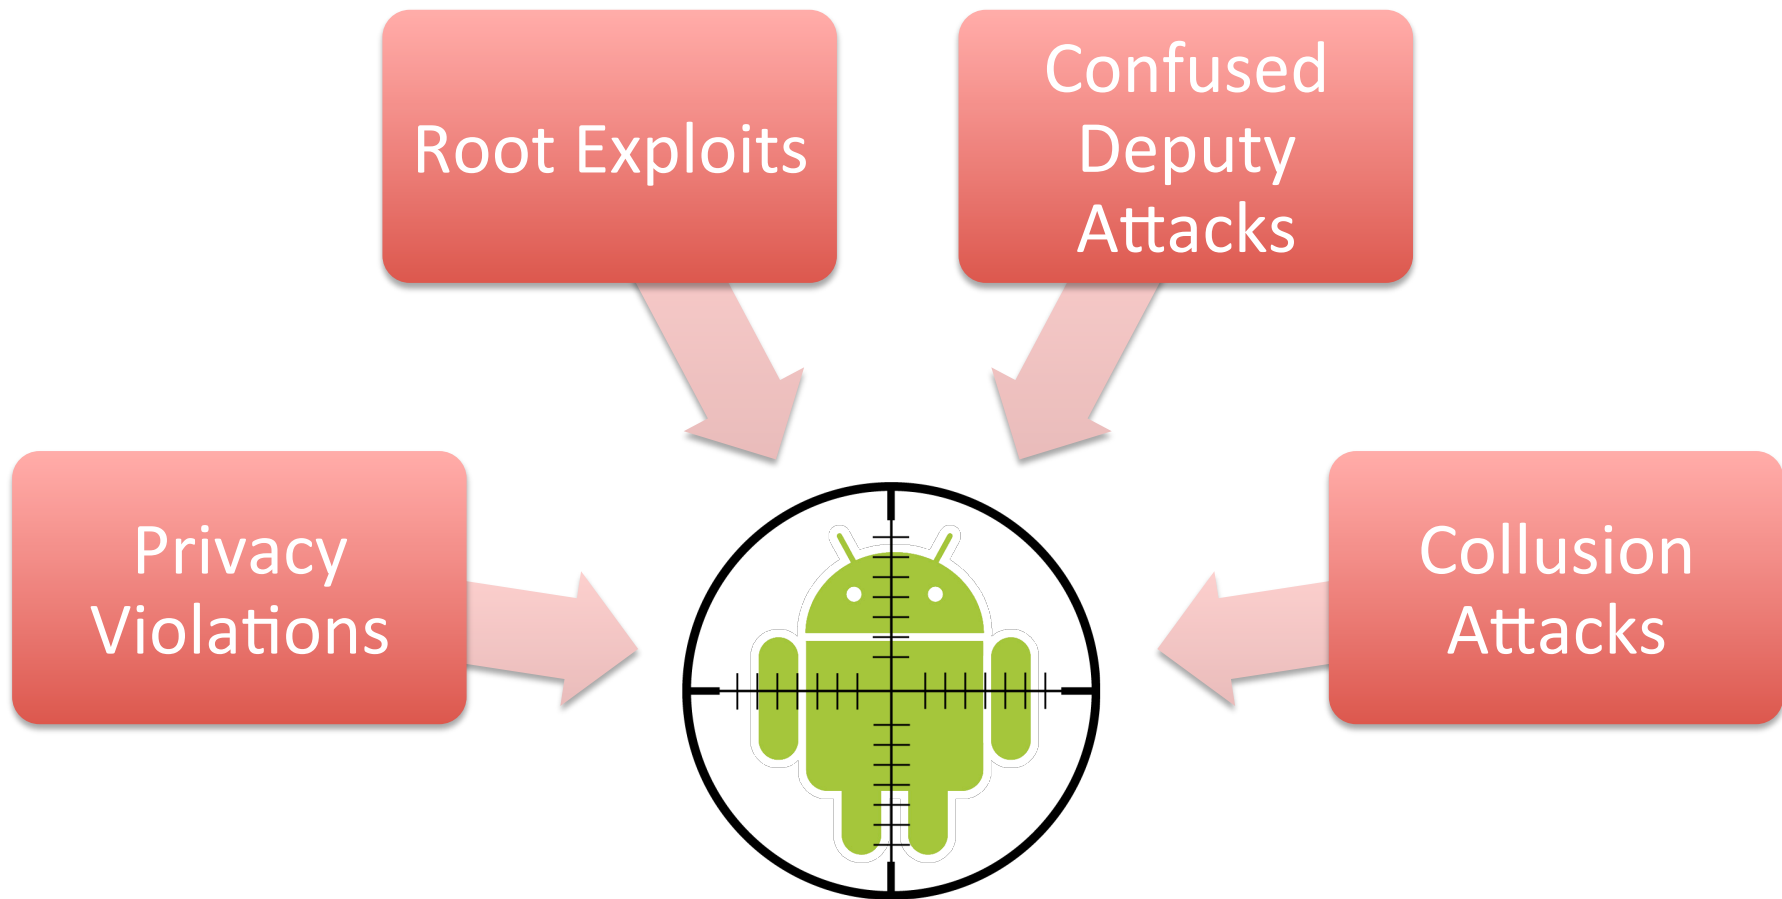 Root Exploits
Confused
Deputy
Attacks
Privacy
Violations
Collusion
Attacks